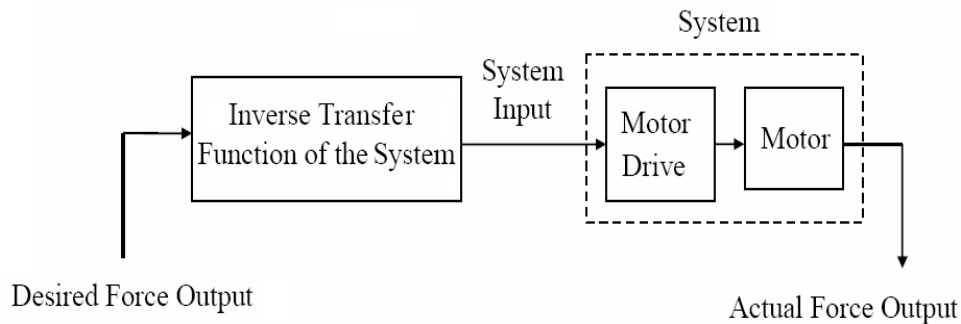 System
System
Input
Inverse Transfer
Function of the System
Motor
Drive
Motor
Desired Force Output
Actual Force Output